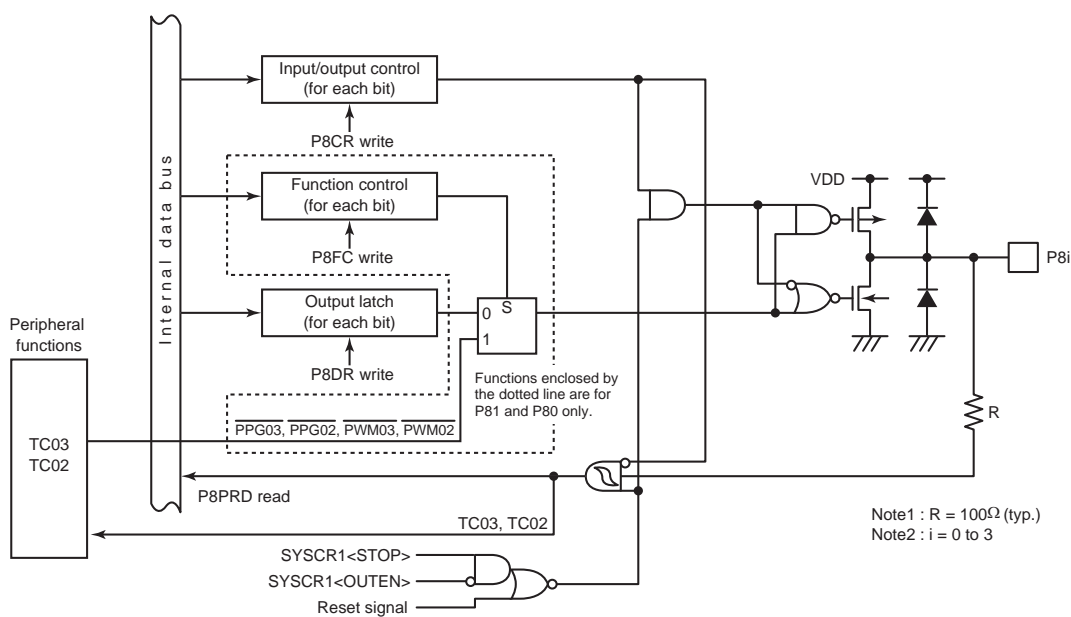 Input/output control
(for each bit)
P8CR write
Internal data bus
Function control
(for each bit)
P8FC write
Output latch
(for each bit)
P8DR write
0
S
1
Functions enclosed by
the dotted line are for
P81 and P80 only.
VDD
P8i
R
Peripheral
functions
TC03
TC02
PPG03, PPG02, PWM03, PWM02
P8PRD read
TC03, TC02
SYSCR1<STOP>
SYSCR1<OUTEN>
Reset signal
Note1 : R = 100Ω (typ.)
Note2 : i = 0 to 3